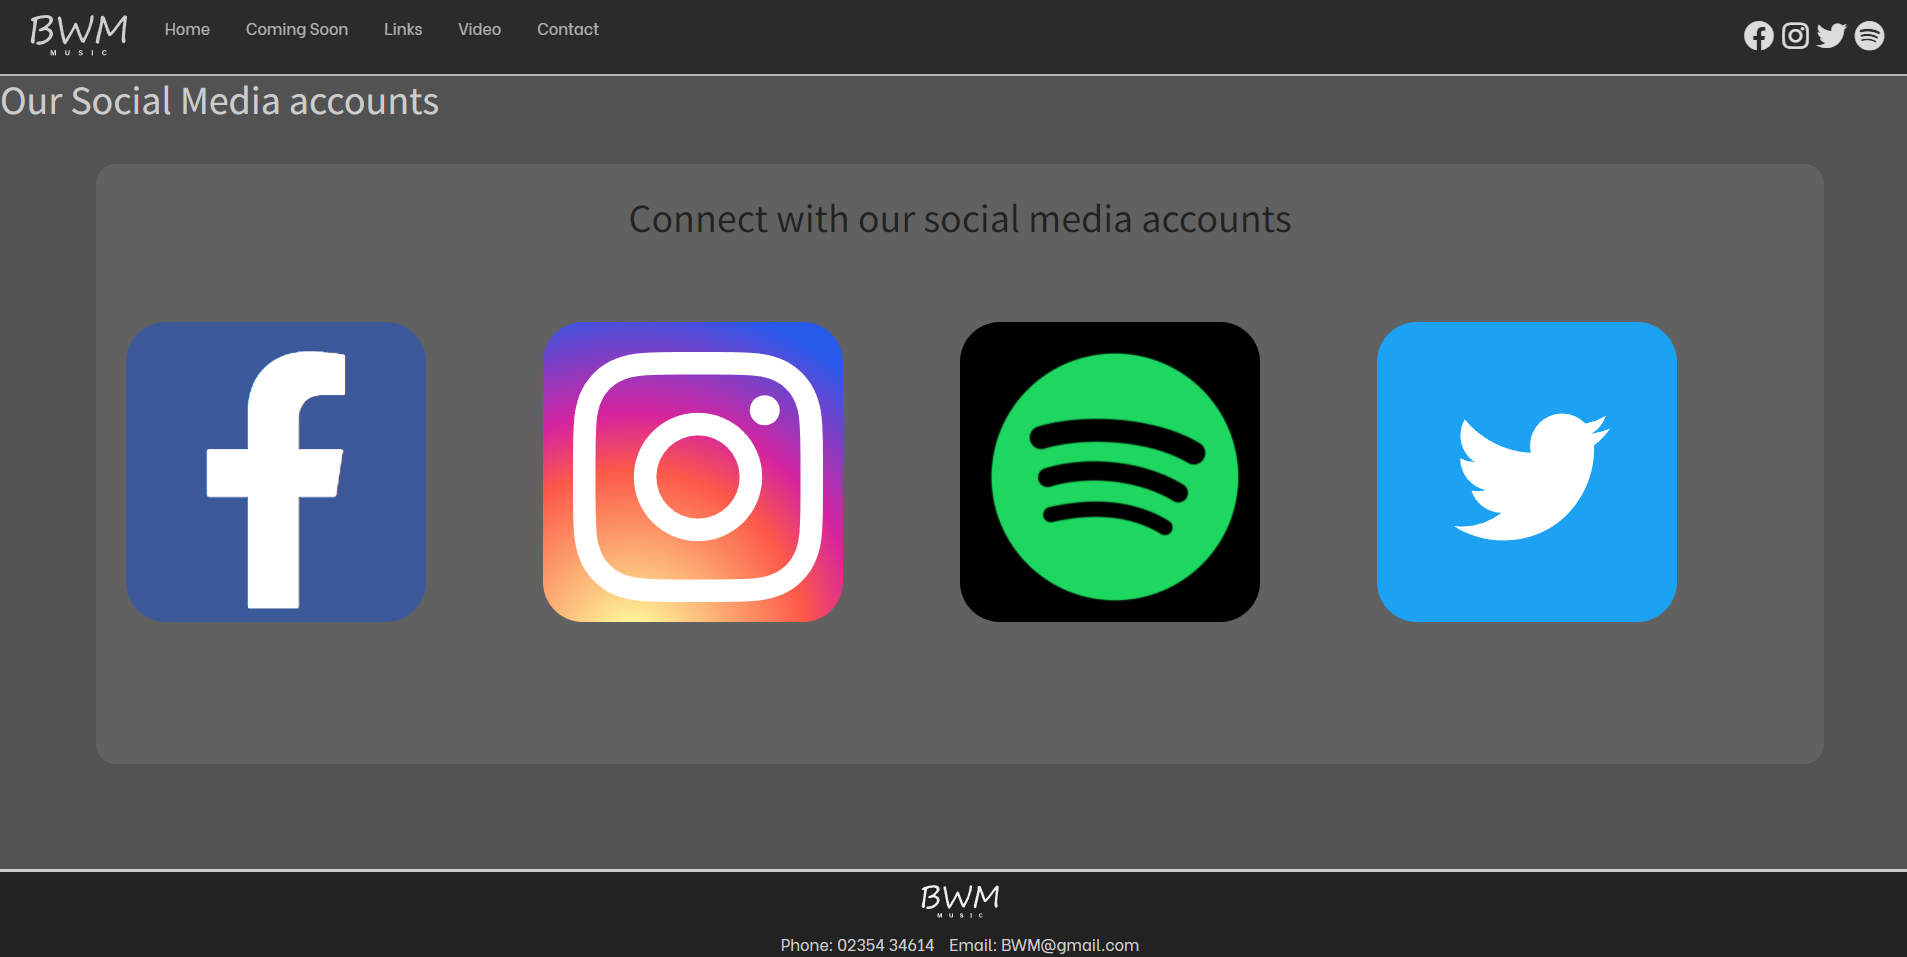 BWM Home Coming Soon Links Video Contact
MUSIC
Our Social Media accounts
Connect with our social media accounts
BWM
MUSIC
Phone: 02354 34614 Email: BWM@gmail.com